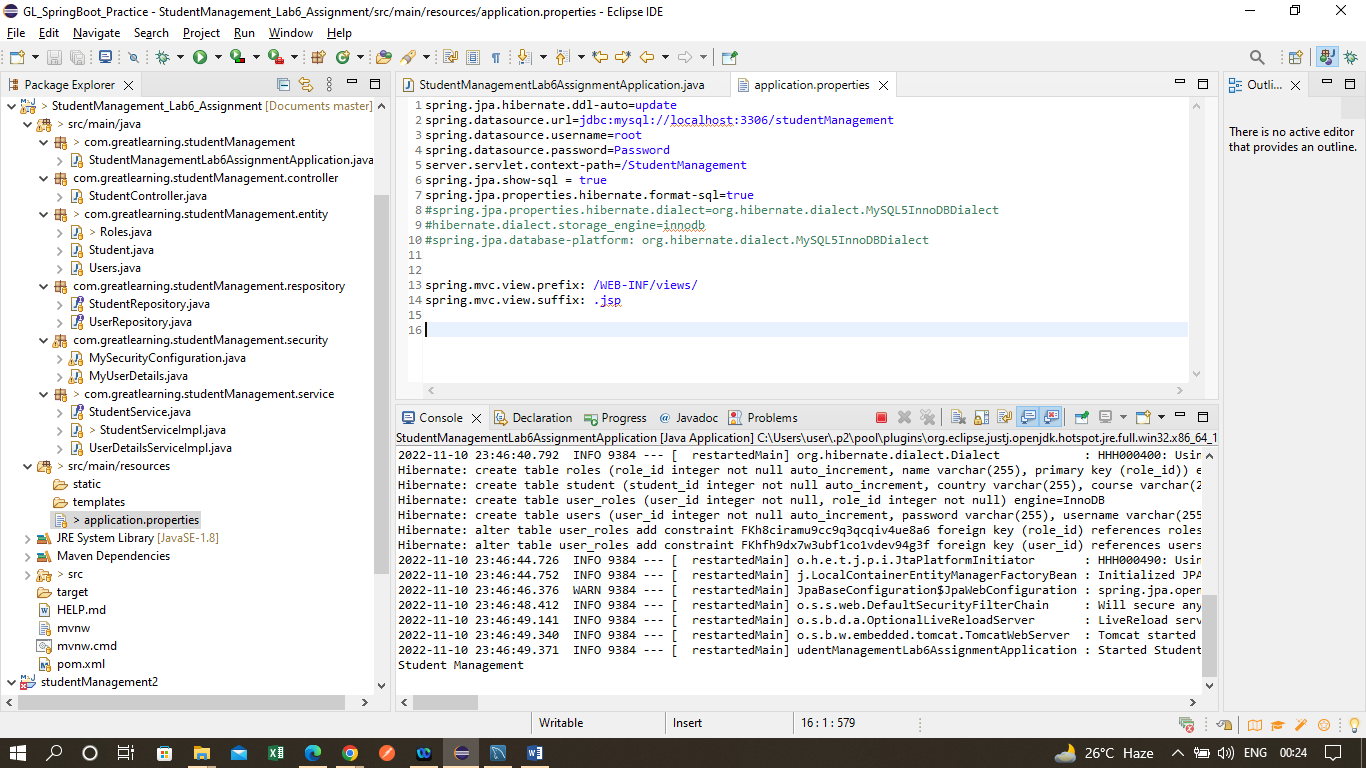 GL_SpringBoot_Practice - StudentManagement_Lab6_Assignment/src/main/resources/application.properties - Eclipse IDE
File Edit Navigate Search Project Run Window Help
Package Explorer
> StudentManagement_Lab6_Assignment [Documents master]
> src/main/java
> com.greatlearning.studentManagement
StudentManagementLab6AssignmentApplication.java
com.greatlearning.studentManagement.controller
StudentController.java
> com.greatlearning.studentManagement.entity
> Roles.java
Student.java
Users.java
com.greatlearning.studentManagement.respository
StudentRepository.java
UserRepository.java
> com.greatlearning.studentManagement.security
MySecurityConfiguration.java
MyUserDetails.java
> com.greatlearning.studentManagement.service
StudentService.java
> StudentServiceImpl.java
UserDetailsServiceImpl.java
> src/main/resources
static
templates
> application.properties
JRE System Library [JavaSE-1.8]
Maven Dependencies
> src
target
HELP.md
mvnw
mvnw.cmd
pom.xml
studentManagement2
StudentManagementLab6AssignmentApplication.java
application.properties
1 spring.jpa.hibernate.ddl-auto=update
2 spring.datasource.url=jdbc:mysql://localhost:3306/studentManagement
3 spring.datasource.username=root
4 spring.datasource.password=Password
5 server.servlet.context-path=/StudentManagement
6 spring.jpa.show-sql = true
7 spring.jpa.properties.hibernate.format-sql=true
8 #spring.jpa.properties.hibernate.dialect=org.hibernate.dialect.MySQL5InnoDBDialect
9 #hibernate.dialect.storage_engine=innodb
10 #spring.jpa.database-platform: org.hibernate.dialect.MySQL5InnoDBDialect
11
12
13 spring.mvc.view.prefix: /WEB-INF/views/
14 spring.mvc.view.suffix: .jsp
15
16
Outli...
There is no active editor
that provides an outline.
Console Declaration Progress Javadoc Problems
StudentManagementLab6AssignmentApplication [Java Application] C:\Users\user\.p2\pool\plugins\org.eclipse.justj.openjdk.hotspot.jre.full.win32.x86_64_1
2022-11-10 23:46:40.792 INFO 9384 --- [ restartedMain] org.hibernate.dialect.Dialect : HHH000400: Usin
Hibernate: create table roles (role_id integer not null auto_increment, name varchar(255), primary key (role_id)) e
Hibernate: create table student (student_id integer not null auto_increment, country varchar(255), course varchar(2
Hibernate: create table user_roles (user_id integer not null, role_id integer not null) engine=InnoDB
Hibernate: create table users (user_id integer not null auto_increment, password varchar(255), username varchar(255
Hibernate: alter table user_roles add constraint FKh8ciramu9cc9q3qcqiv4ue8a6 foreign key (role_id) references roles
Hibernate: alter table user_roles add constraint FKhfh9dx7w3ubf1co1vdev94g3f foreign key (user_id) references users
2022-11-10 23:46:44.726 INFO 9384 --- [ restartedMain] o.h.e.t.j.p.i.JtaPlatformInitiator : HHH000490: Usin
2022-11-10 23:46:44.752 INFO 9384 --- [ restartedMain] j.LocalContainerEntityManagerFactoryBean : Initialized JPA
2022-11-10 23:46:46.376 WARN 9384 --- [ restartedMain] JpaBaseConfiguration$JpaWebConfiguration : spring.jpa.open
2022-11-10 23:46:48.412 INFO 9384 --- [ restartedMain] o.s.s.web.DefaultSecurityFilterChain : Will secure any
2022-11-10 23:46:49.141 INFO 9384 --- [ restartedMain] o.s.b.d.a.OptionalLiveReloadServer : LiveReload serv
2022-11-10 23:46:49.340 INFO 9384 --- [ restartedMain] o.s.b.w.embedded.tomcat.TomcatWebServer : Tomcat started
2022-11-10 23:46:49.371 INFO 9384 --- [ restartedMain] udentManagementLab6AssignmentApplication : Started Student
Student Management
Writable Insert 16 : 1 : 579
26°C Haze ENG 00:24